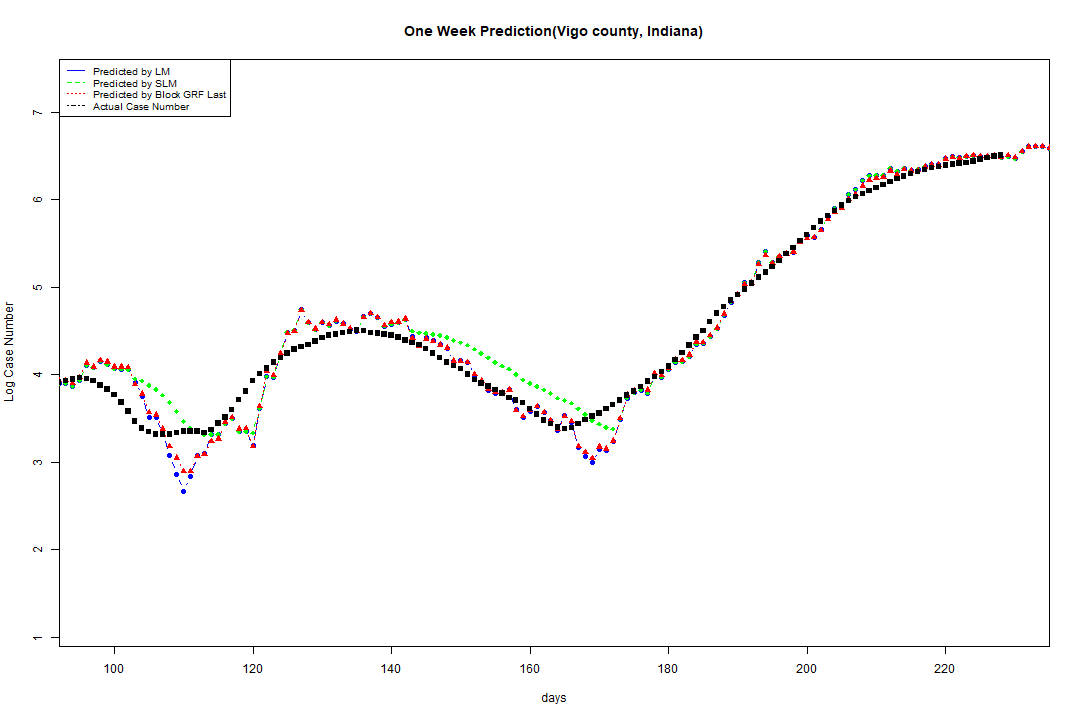 One Week Prediction(Vigo county, Indiana)
Predicted by LM
Predicted by SLM
Predicted by Block GRF Last
Actual Case Number
7
6
5
4
3
2
1
Log Case Number
100 120 140 160 180 200 220
days